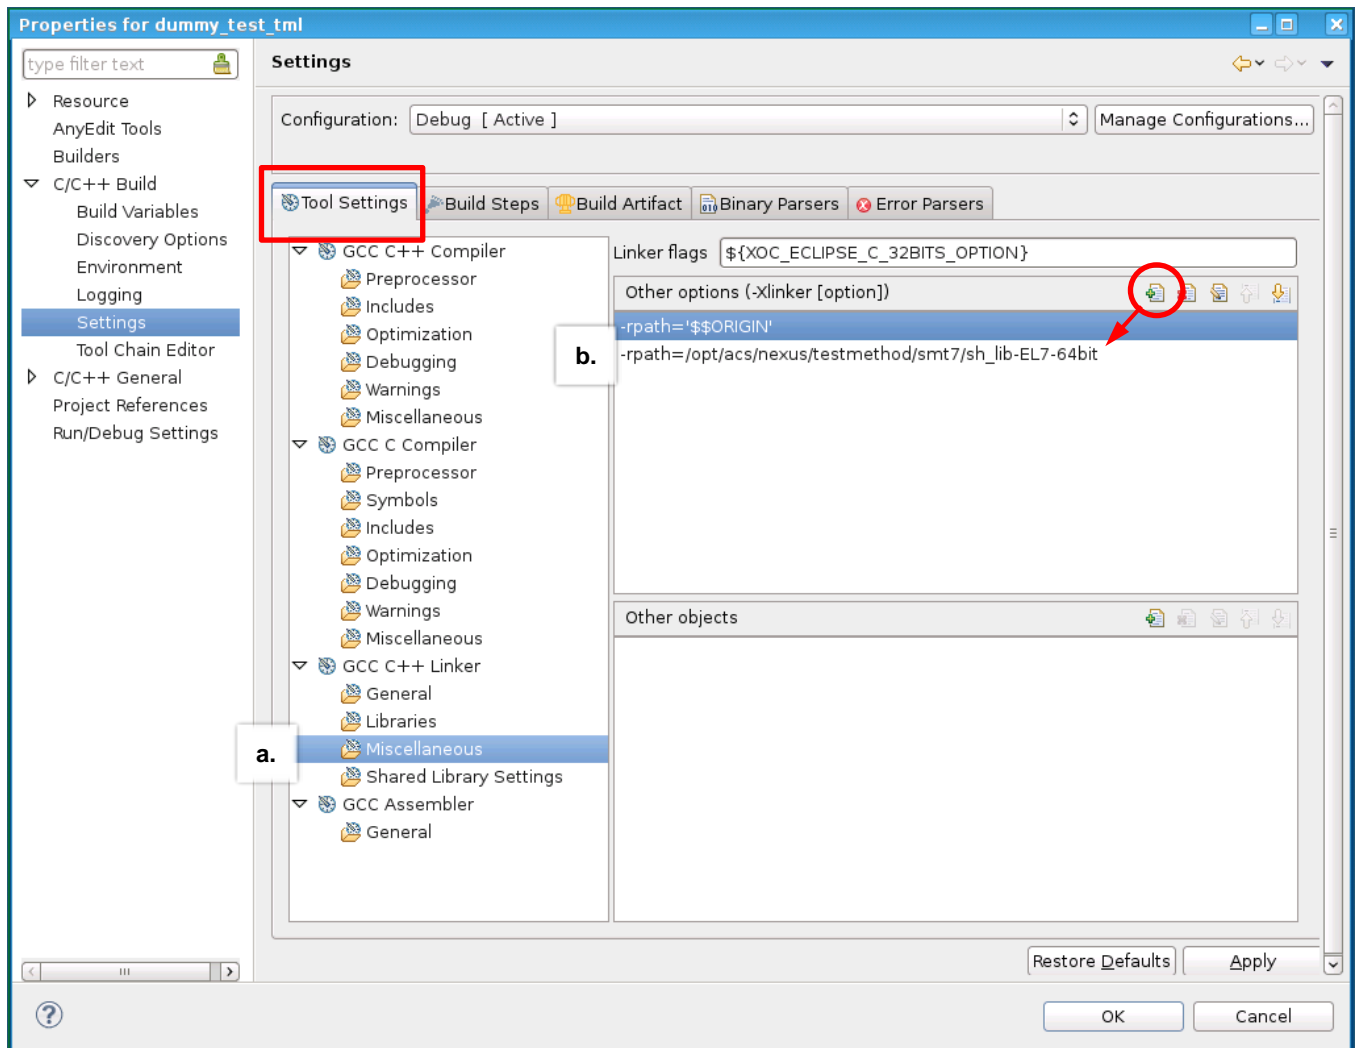 Properties for dummy_test_tml
type filter text
Settings
Resource
AnyEdit Tools
Builders
C/C++ Build
Build Variables
Discovery Options
Environment
Logging
Settings
Tool Chain Editor
C/C++ General
Project References
Run/Debug Settings
Configuration:
Debug [ Active ]
Manage Configurations...
Tool Settings
Build Steps
Build Artifact
Binary Parsers
Error Parsers
GCC C++ Compiler
Preprocessor
Includes
Optimization
Debugging
Warnings
Miscellaneous
GCC C Compiler
Preprocessor
Symbols
Includes
Optimization
Debugging
Warnings
Miscellaneous
GCC C++ Linker
General
Libraries
a.
Miscellaneous
Shared Library Settings
GCC Assembler
General
Linker flags
${XOC_ECLIPSE_C_32BITS_OPTION}
Other options (-Xlinker [option])
b.
-rpath='$$ORIGIN'
-rpath=/opt/acs/nexus/testmethod/smt7/sh_lib-EL7-64bit
Other objects
Restore Defaults
Apply
OK
Cancel